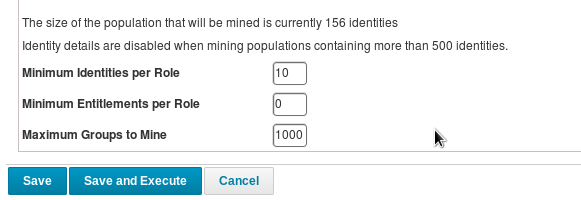 The size of the population that will be mined is currently 156 identities
Identity details are disabled when mining populations containing more than 500 identities.
Minimum Identities per Role 10
Minimum Entitlements per Role 0
Maximum Groups to Mine 1000
Save Save and Execute Cancel